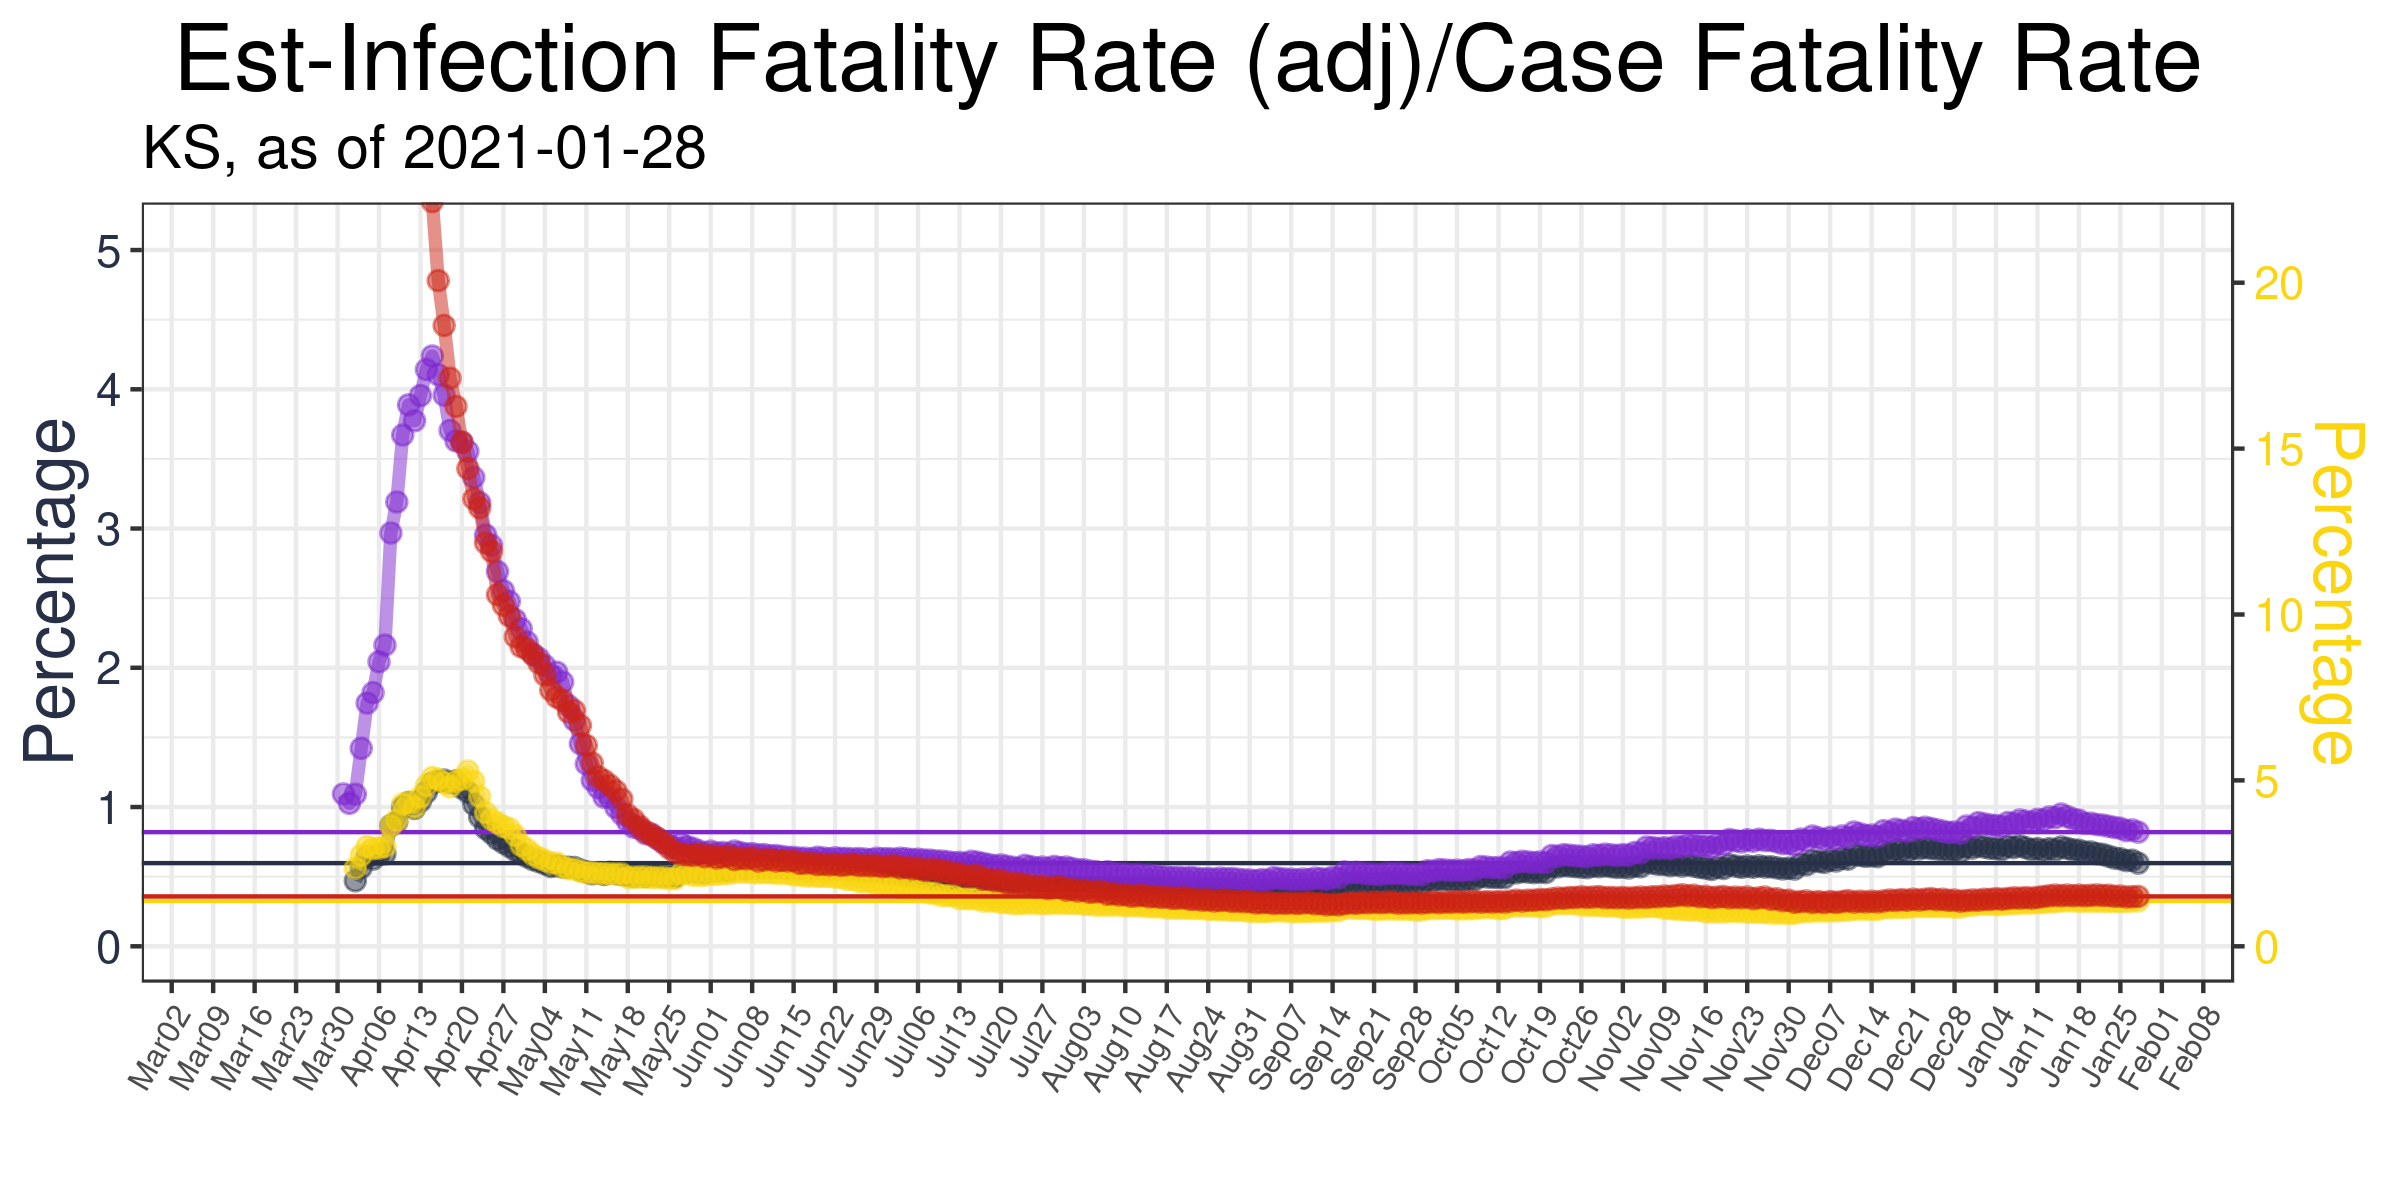 Est-Infection Fatality Rate (adj)/Case Fatality Rate
KS, as of 2021-01-28
Percentage
5
4
3
2
1
0
20
15
10
5
0
Percentage
Mar02
Mar09
Mar16
Mar23
Mar30
Apr06
Apr13
Apr20
Apr27
May04
May11
May18
May25
Jun01
Jun08
Jun15
Jun22
Jun29
Jul06
Jul13
Jul20
Jul27
Aug03
Aug10
Aug17
Aug24
Aug31
Sep07
Sep14
Sep21
Sep28
Oct05
Oct12
Oct19
Oct26
Nov02
Nov09
Nov16
Nov23
Nov30
Dec07
Dec14
Dec21
Dec28
Jan04
Jan11
Jan18
Jan25
Feb01
Feb08